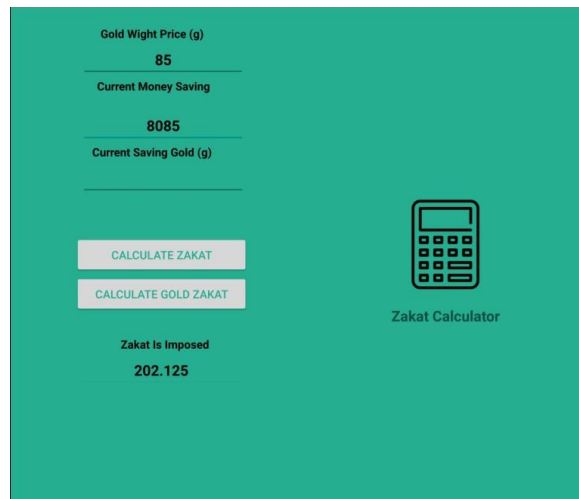 Gold Wight Price (g)
85
Current Money Saving
8085
Current Saving Gold (g)
CALCULATE ZAKAT
CALCULATE GOLD ZAKAT
Zakat Is Imposed
202.125
Zakat Calculator